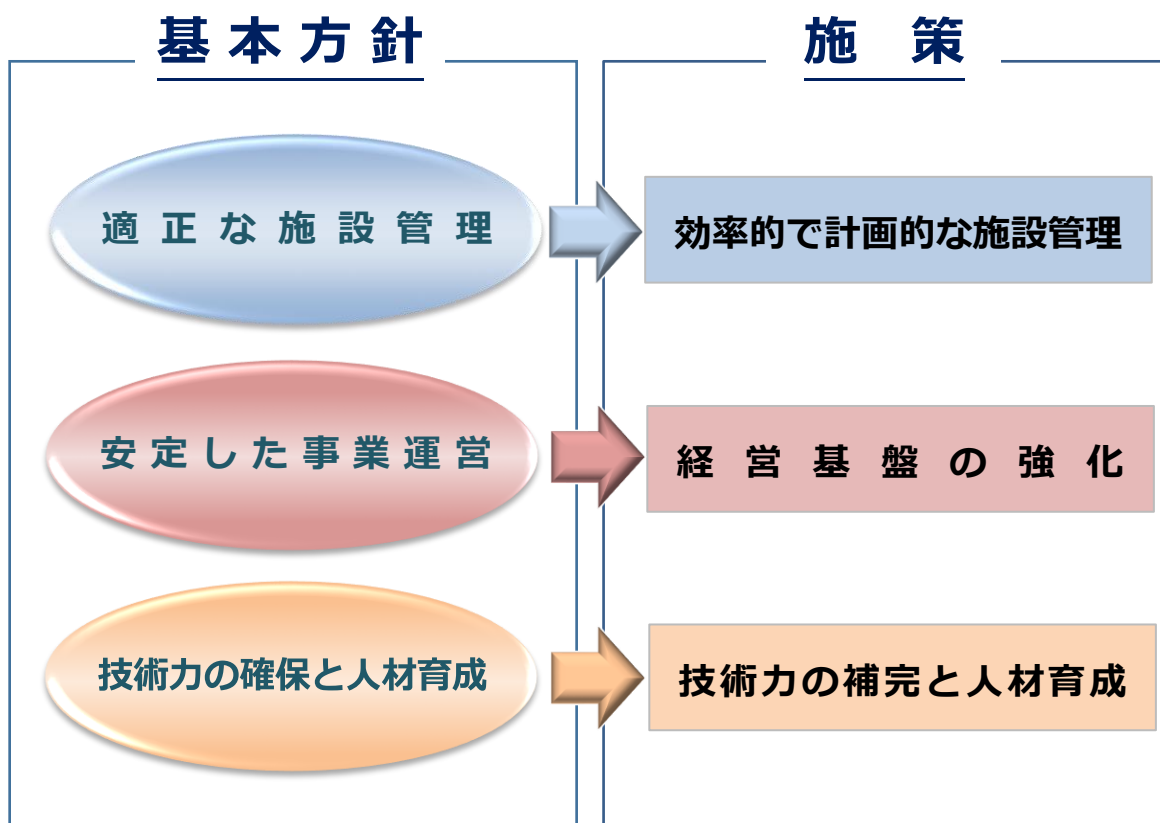 基本方針
施策
適正な施設管理
効率的で計画的な施設管理
安定した事業運営
経営基盤の強化
技術力の確保と人材育成
技術力の補完と人材育成